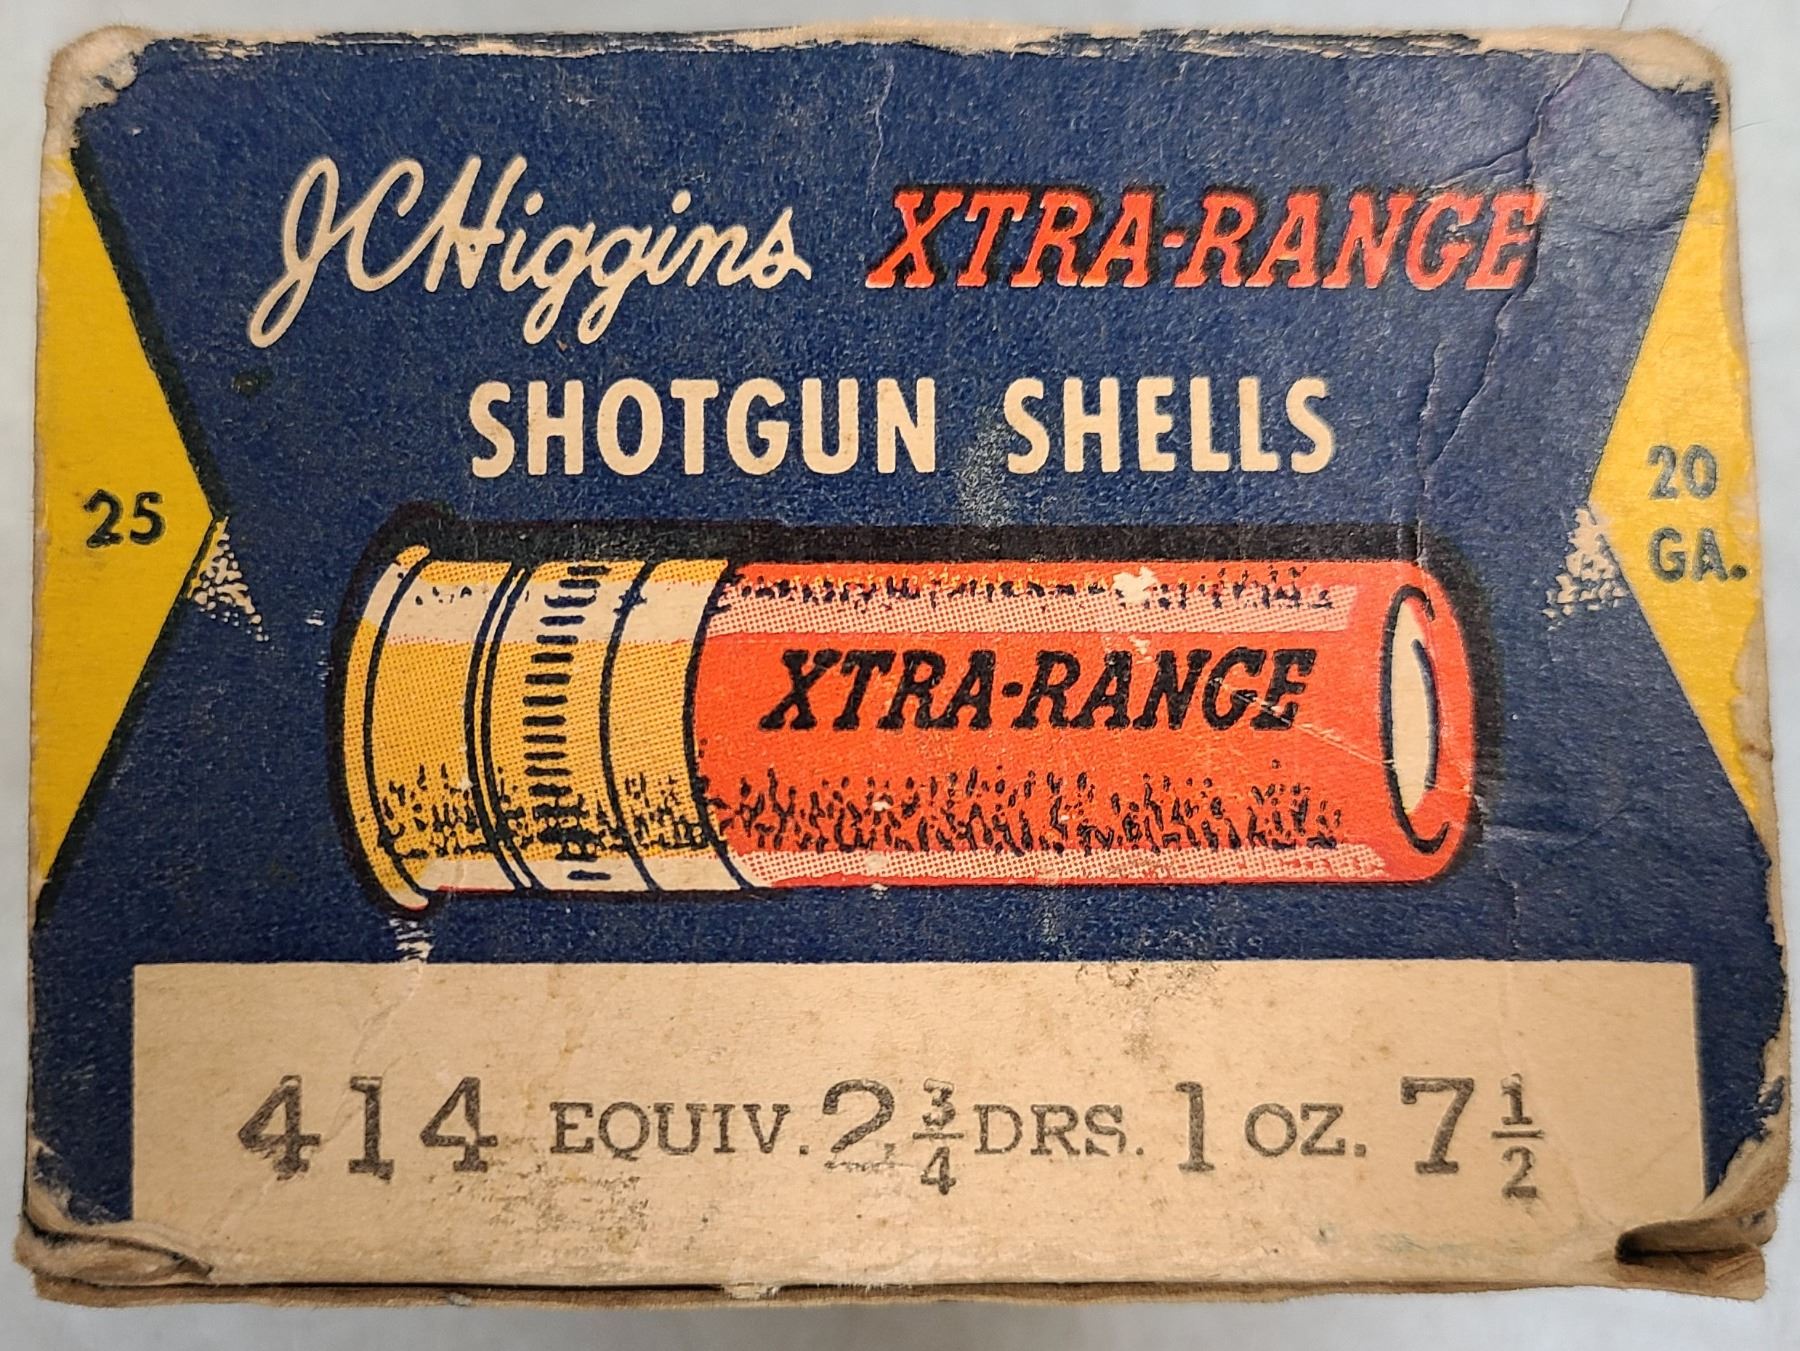 J C Higgins XTRA-RANGE
SHOTGUN SHELLS
25
20
GA.
XTRA-RANGE
414 EQUIV. 2 3/4 DRS. 1 OZ. 7 1/2